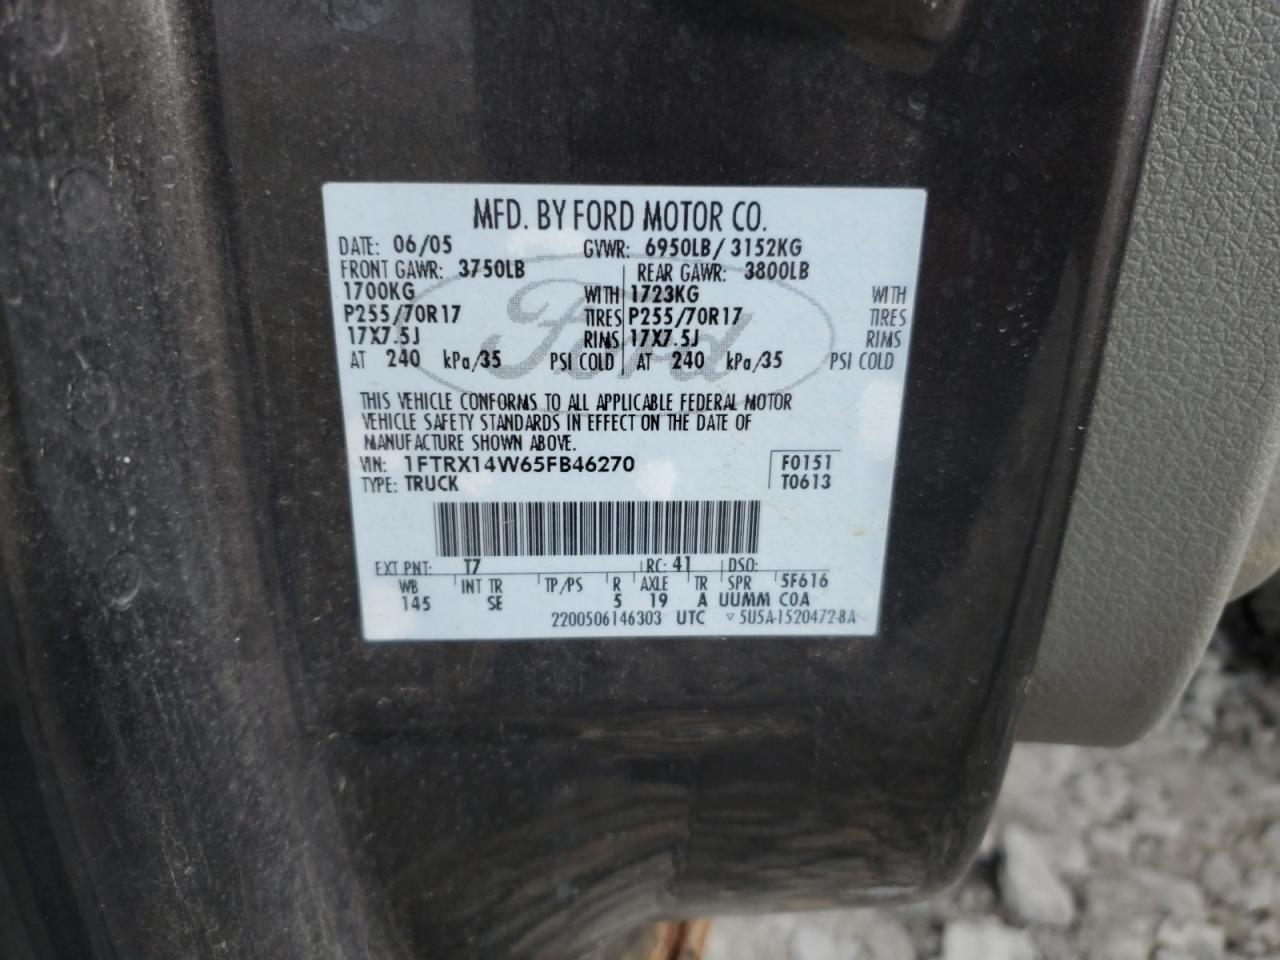 MFD. BY FORD MOTOR CO.
DATE: 06/05 GVWR: 6950LB/ 3152KG
FRONT GAWR: 3750LB REAR GAWR: 3800LB
1700KG WITH 1723KG WITH
P255/70R17 TIRES P255/70R17 TIRES
17X7.5J RIMS 17X7.5J RIMS
AT 240 kPa/35 PSI COLD AT 240 kPa/35 PSI COLD
Ford
THIS VEHICLE CONFORMS TO ALL APPLICABLE FEDERAL MOTOR
VEHICLE SAFETY STANDARDS IN EFFECT ON THE DATE OF
MANUFACTURE SHOWN ABOVE.
VIN: 1FTRX14W65FB46270 F0151
TYPE: TRUCK T0613
EXT PNT: T7 RC: 41 DSO:
WB INT TR TP/PS R AXLE TR SPR 5F616
145 SE 5 19 A UUMM COA
2200506146303 UTC ▿ 5U5A-1520472-BA